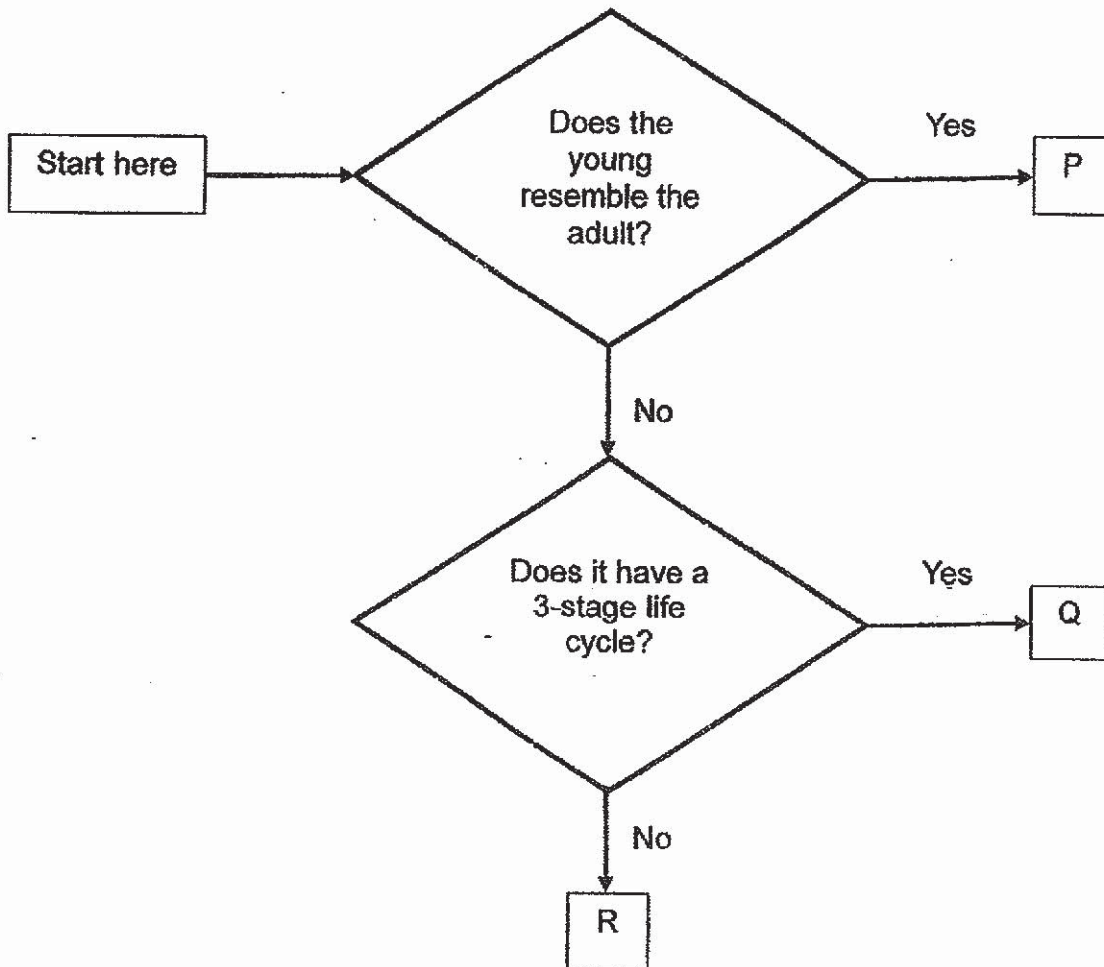 Does the
young
resemble the
adult?
Start here
Yes
P
No
Does it have a
3-stage life
cycle?
Yes
Q
No
R